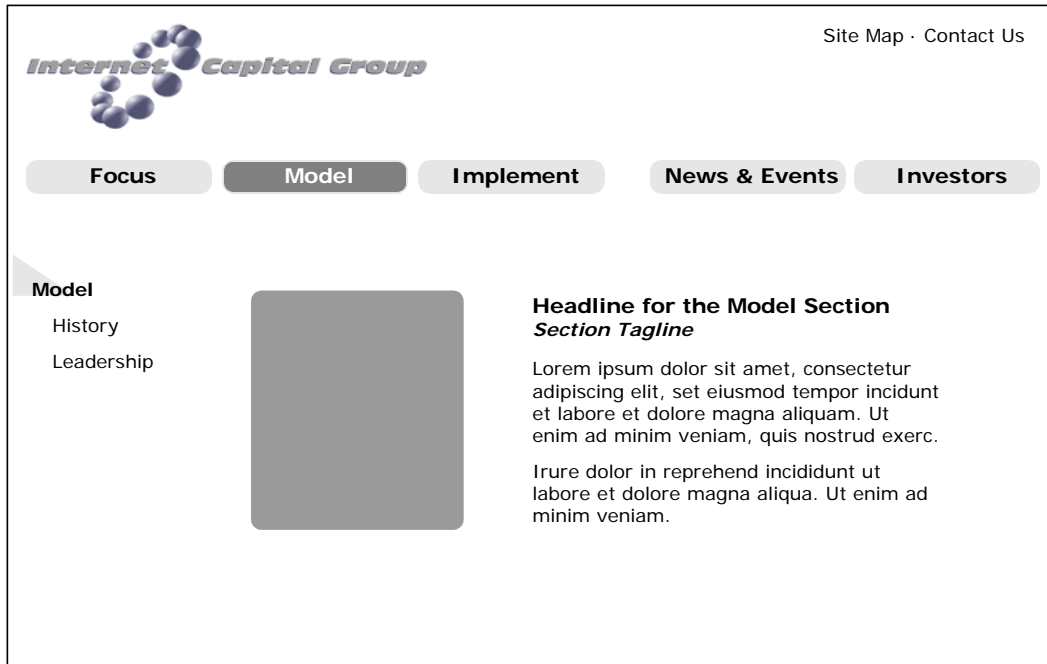 Site Map · Contact Us
Internet Capital Group
Focus
Model
Implement
News & Events
Investors
Model
History
Leadership
Headline for the Model Section
Section Tagline
Lorem ipsum dolor sit amet, consectetur
adipiscing elit, set eiusmod tempor incidunt
et labore et dolore magna aliquam. Ut
enim ad minim veniam, quis nostrud exerc.
Irure dolor in reprehend incididunt ut
labore et dolore magna aliqua. Ut enim ad
minim veniam.